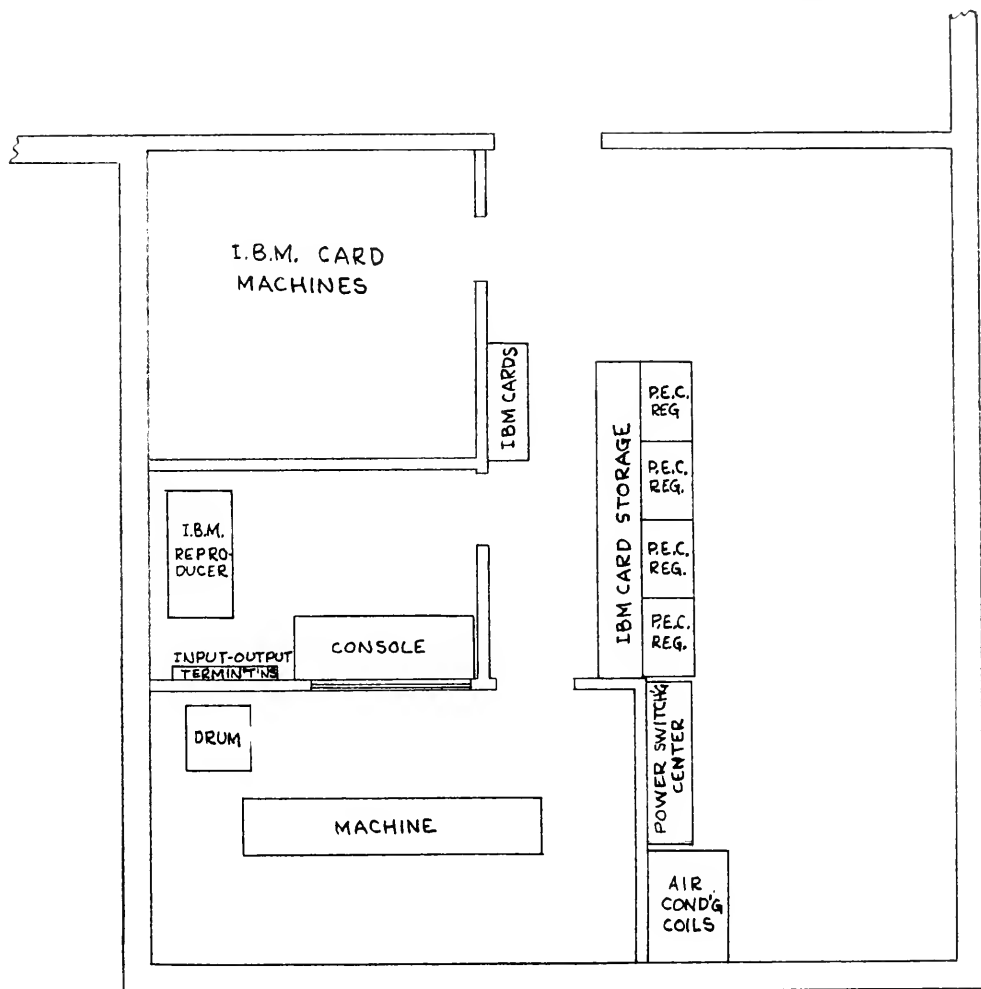 I.B.M. CARD
MACHINES
IBM CARDS
IBM CARD STORAGE
P.E.C.
REG
P.E.C.
REG.
P.E.C.
REG.
P.E.C.
REG.
I.B.M.
REPRO-
DUCER
CONSOLE
INPUT-OUTPUT
TERMINT'NS
DRUM
MACHINE
POWER SWITCH'G
CENTER
AIR
COND'G
COILS